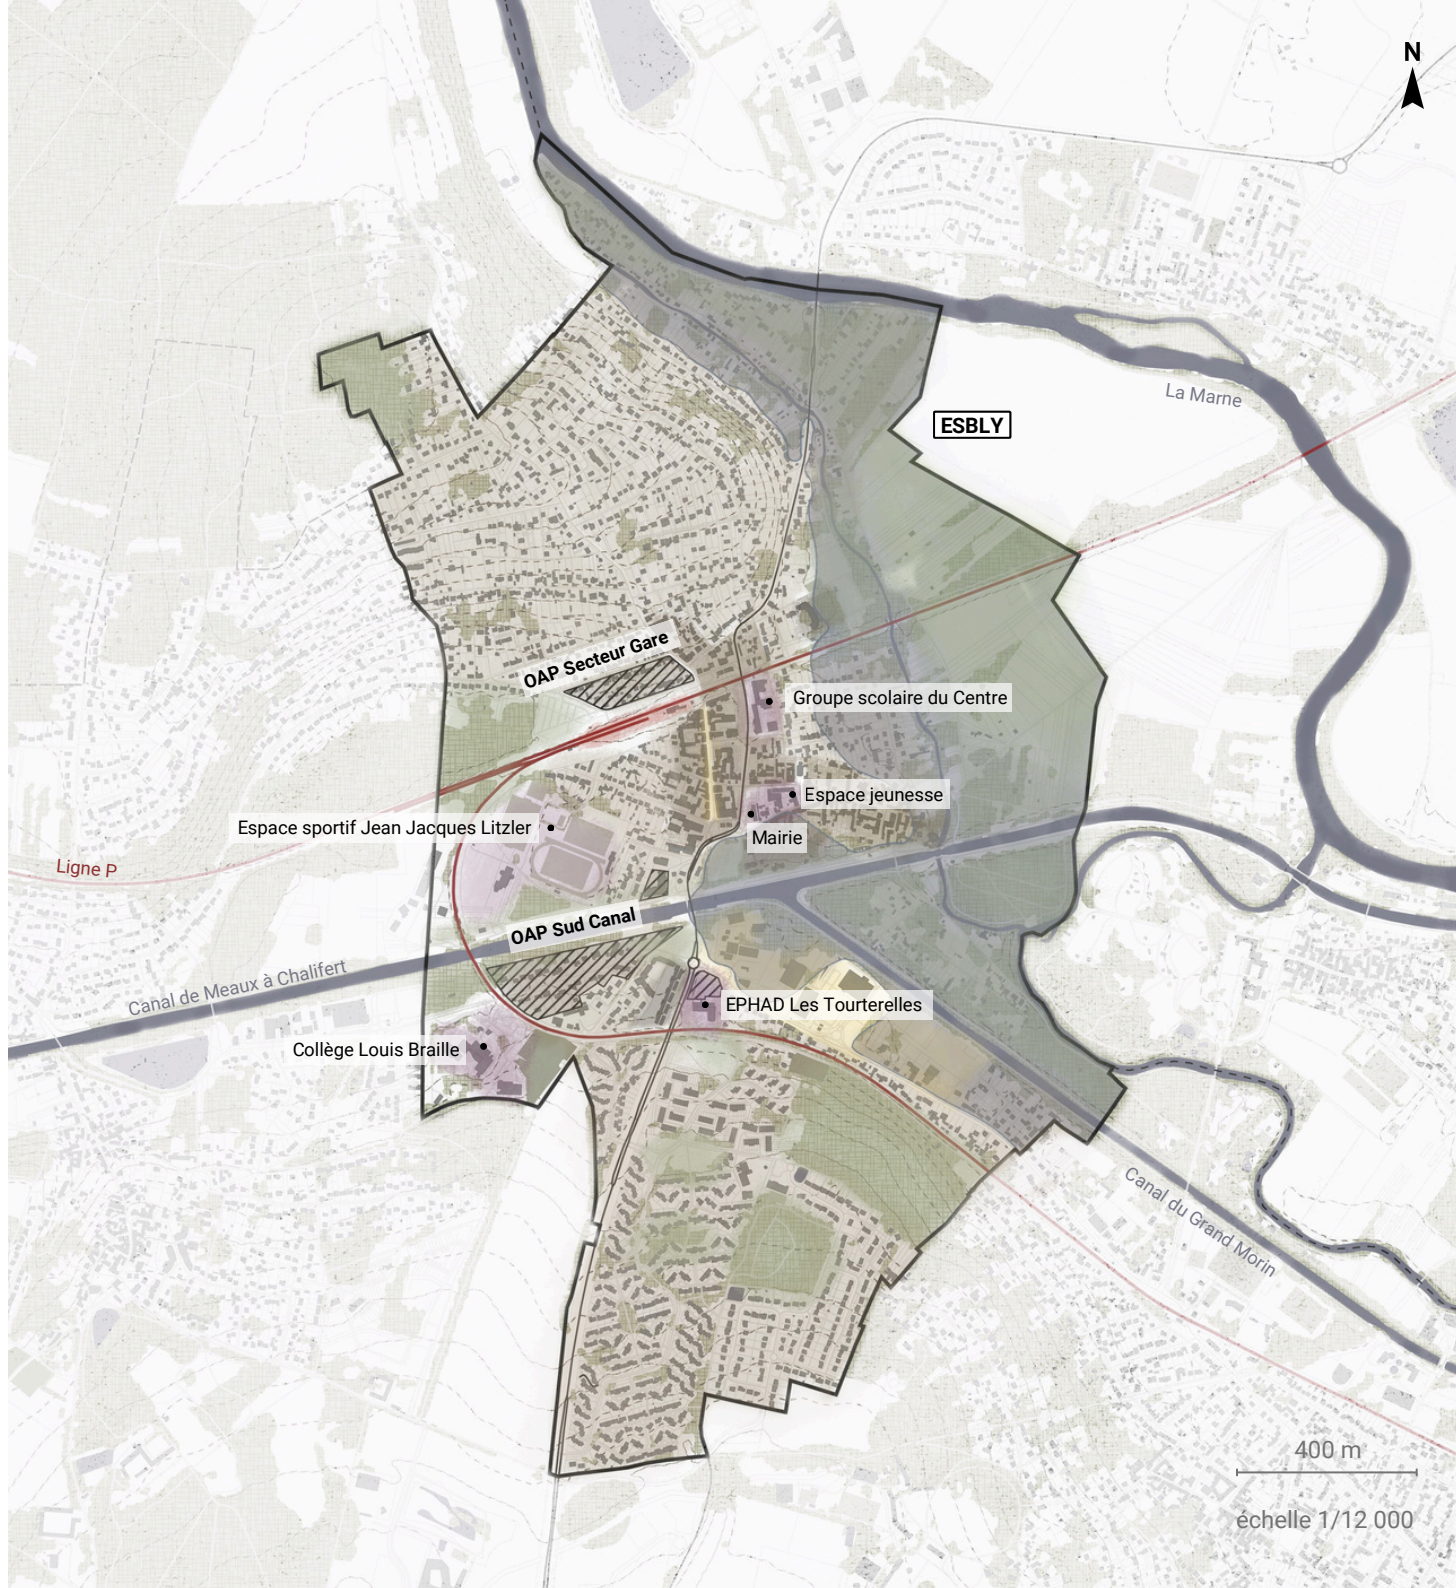 N
La Marne
ESBLY
OAP Secteur Gare
Groupe scolaire du Centre
Espace jeunesse
Espace sportif Jean Jacques Litzler
Mairie
Ligne P
OAP Sud Canal
Canal de Meaux à Chalifert
EPHAD Les Tourterelles
Collège Louis Braille
Canal du Grand Morin
400 m
échelle 1/12 000